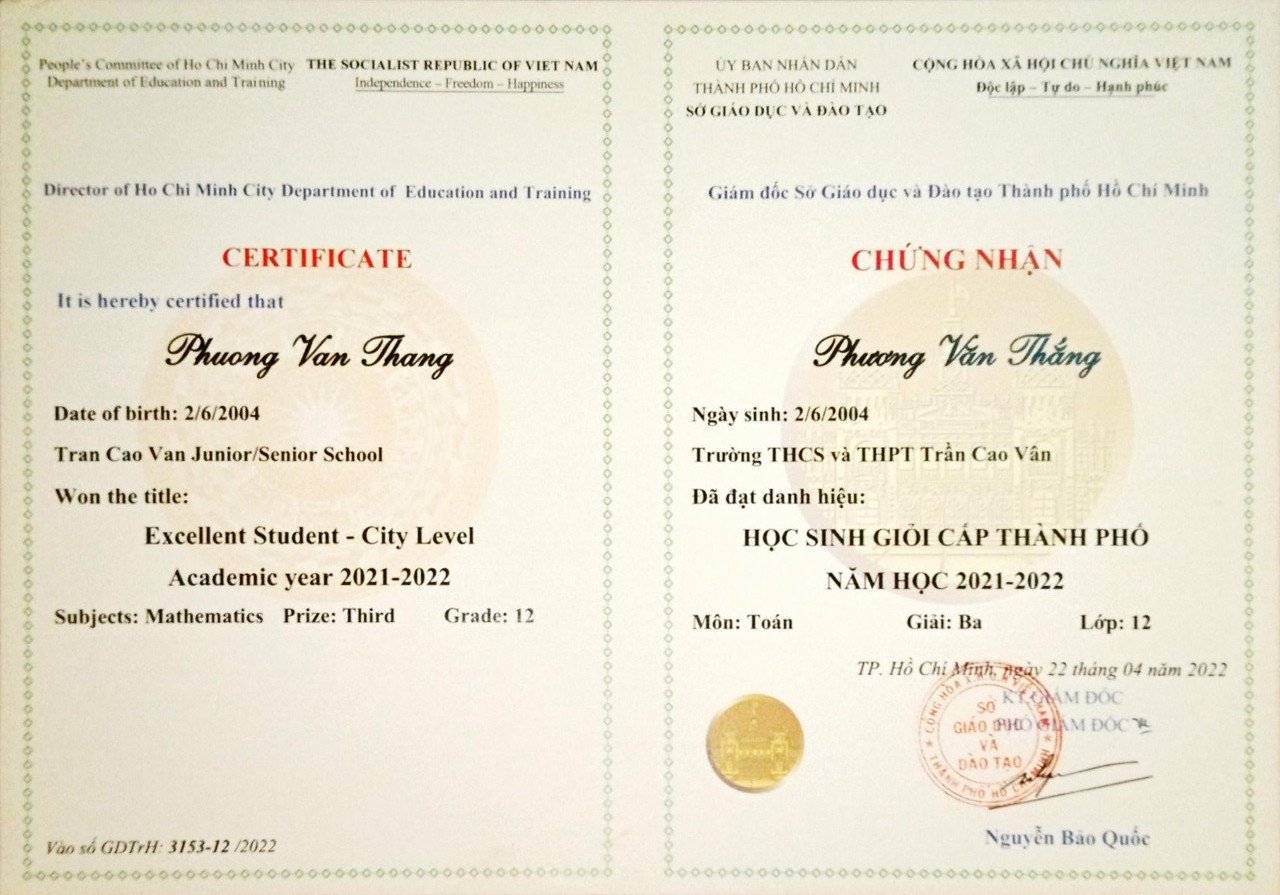 People's Committee of Ho Chi Minh City
Department of Education and Training
THE SOCIALIST REPUBLIC OF VIET NAM
Independence – Freedom – Happiness
Director of Ho Chi Minh City Department of Education and Training
CERTIFICATE
It is hereby certified that
Phuong Van Thang
Date of birth: 2/6/2004
Tran Cao Van Junior/Senior School
Won the title:
Excellent Student - City Level
Academic year 2021-2022
Subjects: Mathematics Prize: Third Grade: 12
Vào số GDTrH: 3153-12 /2022
ỦY BAN NHÂN DÂN
THÀNH PHỐ HỒ CHÍ MINH
SỞ GIÁO DỤC VÀ ĐÀO TẠO
CỘNG HÒA XÃ HỘI CHỦ NGHĨA VIỆT NAM
Độc lập – Tự do – Hạnh phúc
Giám đốc Sở Giáo dục và Đào tạo Thành phố Hồ Chí Minh
CHỨNG NHẬN
Phương Văn Thắng
Ngày sinh: 2/6/2004
Trường THCS và THPT Trần Cao Vân
Đã đạt danh hiệu:
HỌC SINH GIỎI CẤP THÀNH PHỐ
NĂM HỌC 2021-2022
Môn: Toán Giải: Ba Lớp: 12
TP. Hồ Chí Minh, ngày 22 tháng 04 năm 2022
KT. GIÁM ĐỐC
PHÓ GIÁM ĐỐC
SỞ
GIÁO DỤC
VÀ
ĐÀO TẠO
THÀNH PHỐ HỒ CHÍ MINH
Nguyễn Bảo Quốc